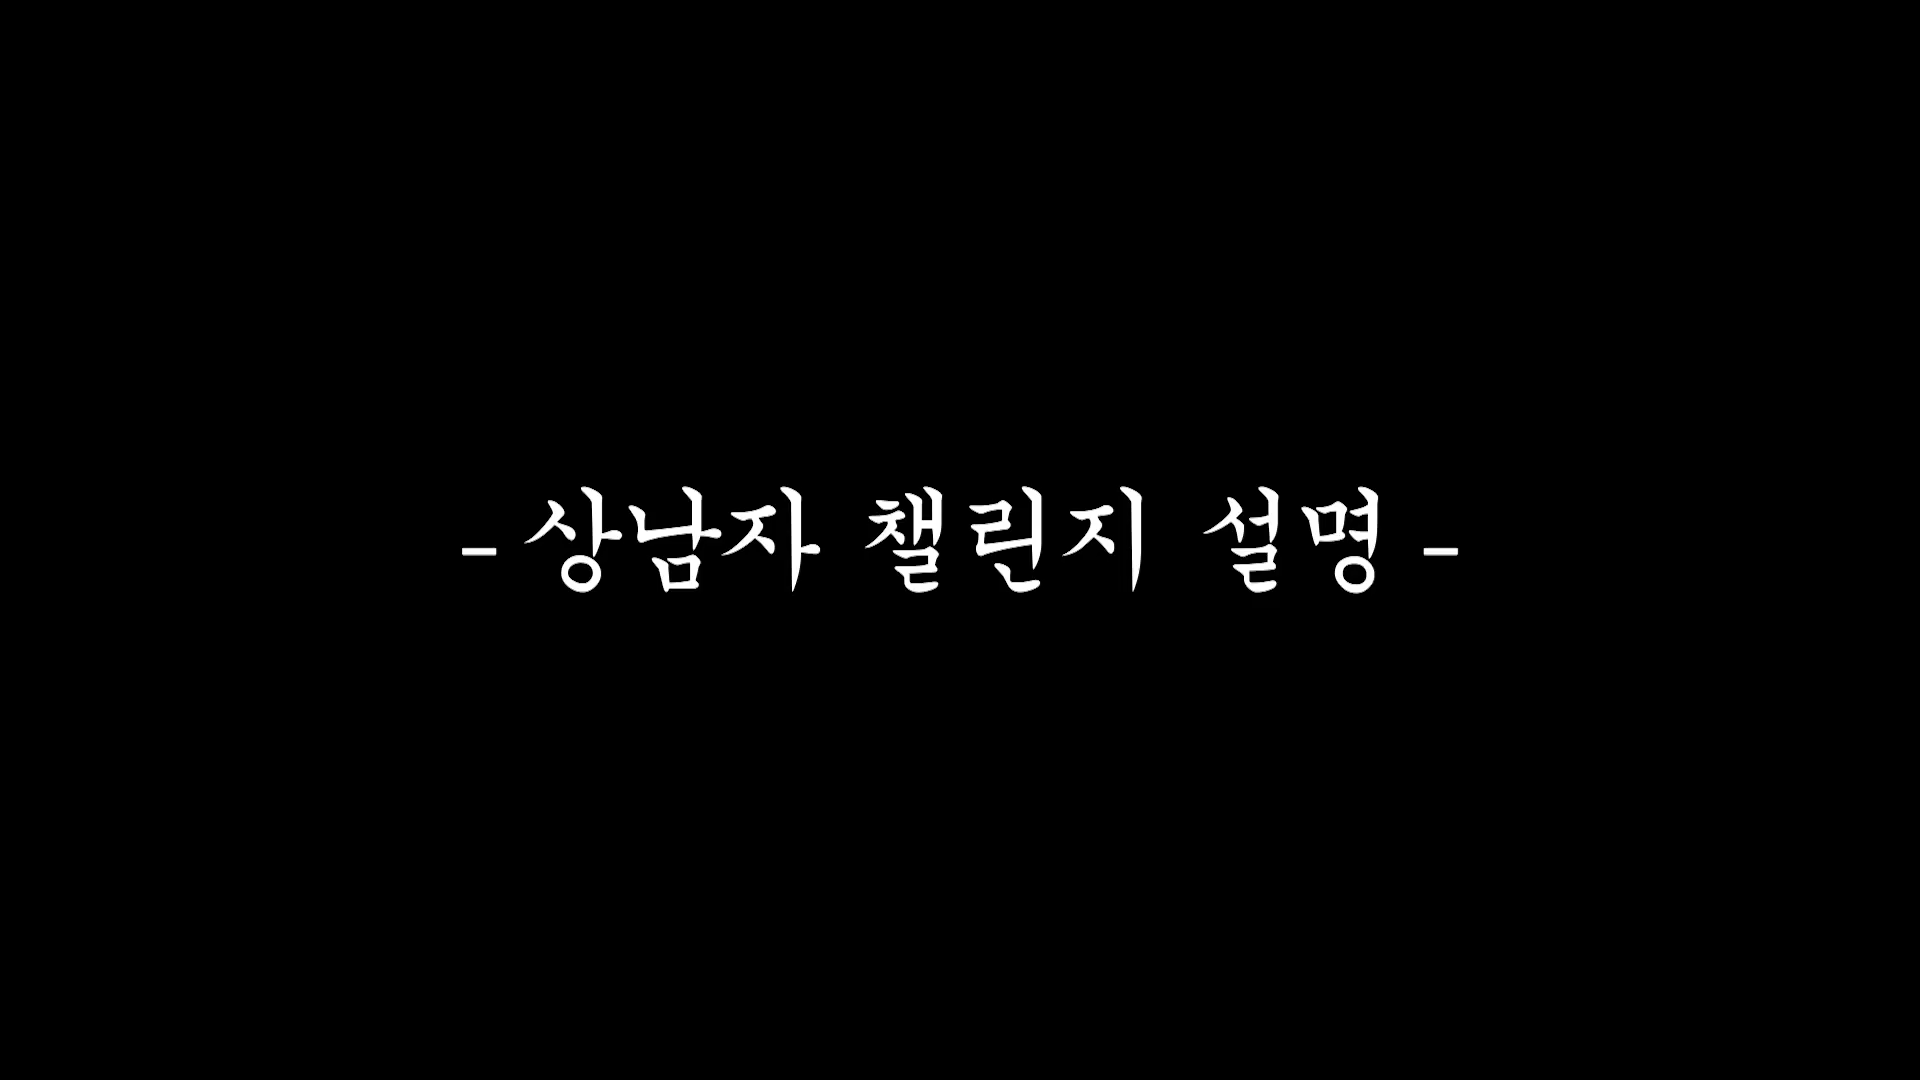 - 상남자 챌린지 설명 -